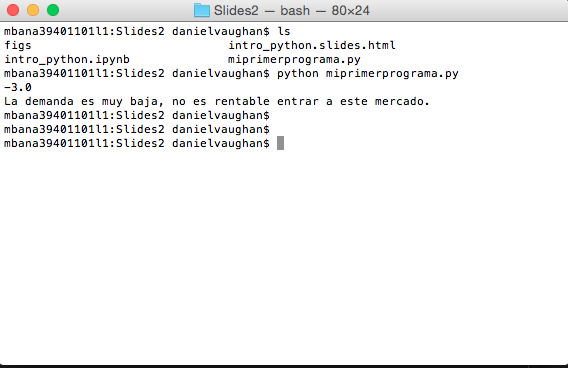 Slides2 — bash — 80×24
mbana39401101l1:Slides2 danielvaughan$ ls
figs intro_python.slides.html
intro_python.ipynb miprimerprograma.py
mbana39401101l1:Slides2 danielvaughan$ python miprimerprograma.py
-3.0
La demanda es muy baja, no es rentable entrar a este mercado.
mbana39401101l1:Slides2 danielvaughan$
mbana39401101l1:Slides2 danielvaughan$
mbana39401101l1:Slides2 danielvaughan$